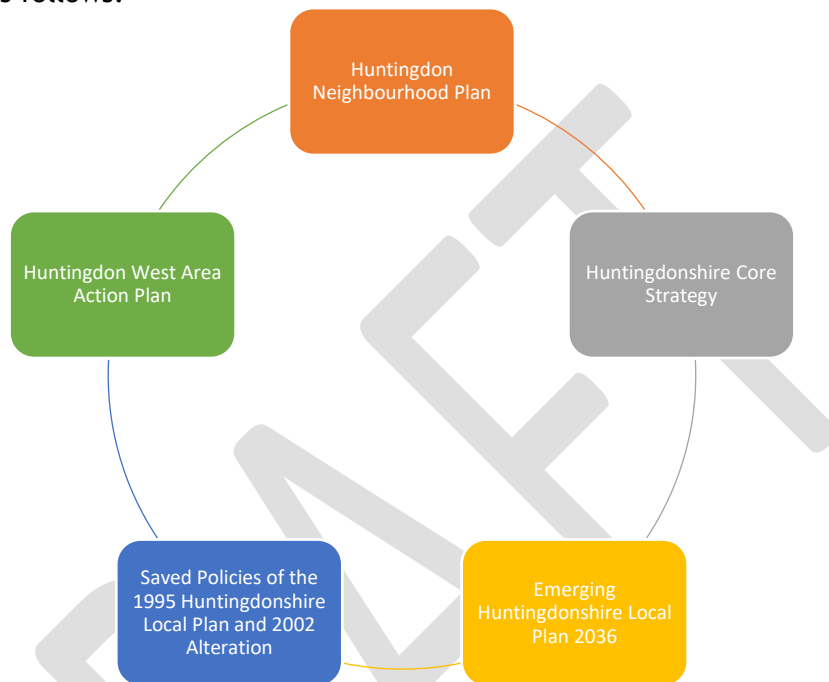 s follows:
Huntingdon
Neighbourhood Plan
Huntingdon West Area
Action Plan
Huntingdonshire Core
Strategy
Saved Policies of the
1995 Huntingdonshire
Local Plan and 2002
Alteration
Emerging
Huntingdonshire Local
Plan 2036